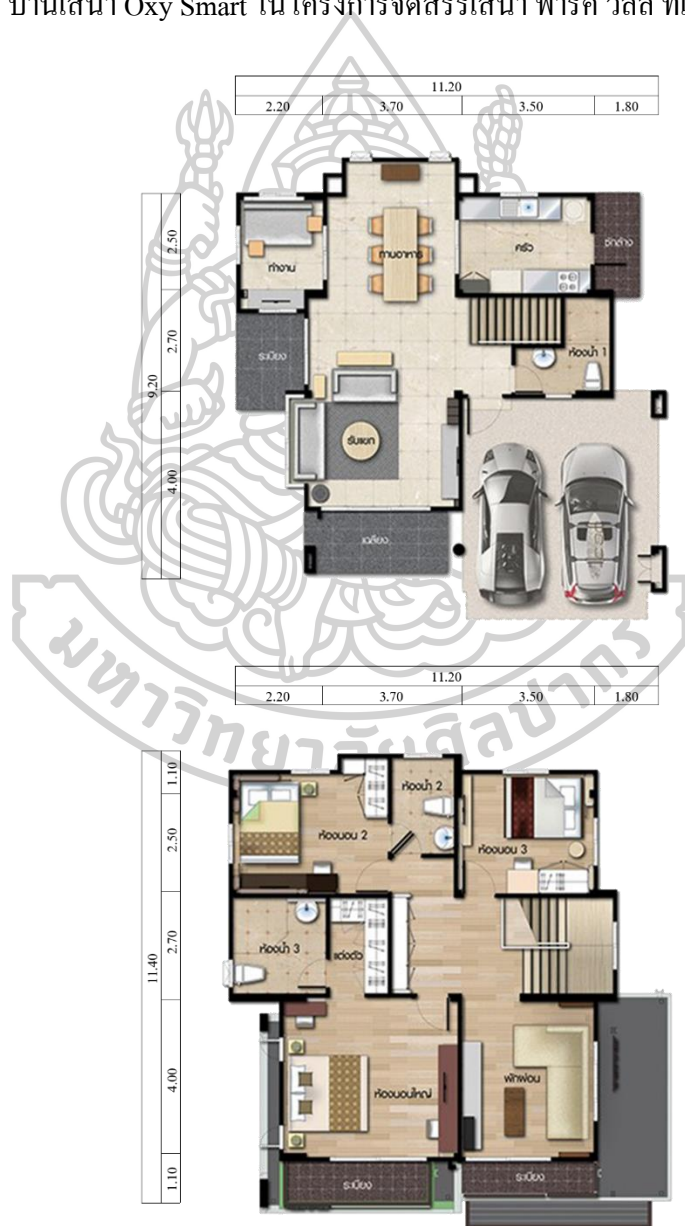 บ้านเสนา Oxy Smart ในโครงการจัดสรรเสนา พาร์ค วิลล์
11.20
2.20 3.70 3.50 1.80
2.50
2.70
9.20
4.00
ทำงาน
ทานอาหาร
ครัว
ซักล้าง
ระเบียง
ห้องน้ำ 1
รับแขก
เฉลียง
มหาวิทยาลัยศิลปากร
11.20
2.20 3.70 3.50 1.80
1.10
2.50
2.70
11.40
4.00
1.10
ห้องนอน 2
ห้องน้ำ 2
ห้องนอน 3
ห้องน้ำ 3
แต่งตัว
ห้องนอนใหญ่
พักผ่อน
ระเบียง
ระเบียง